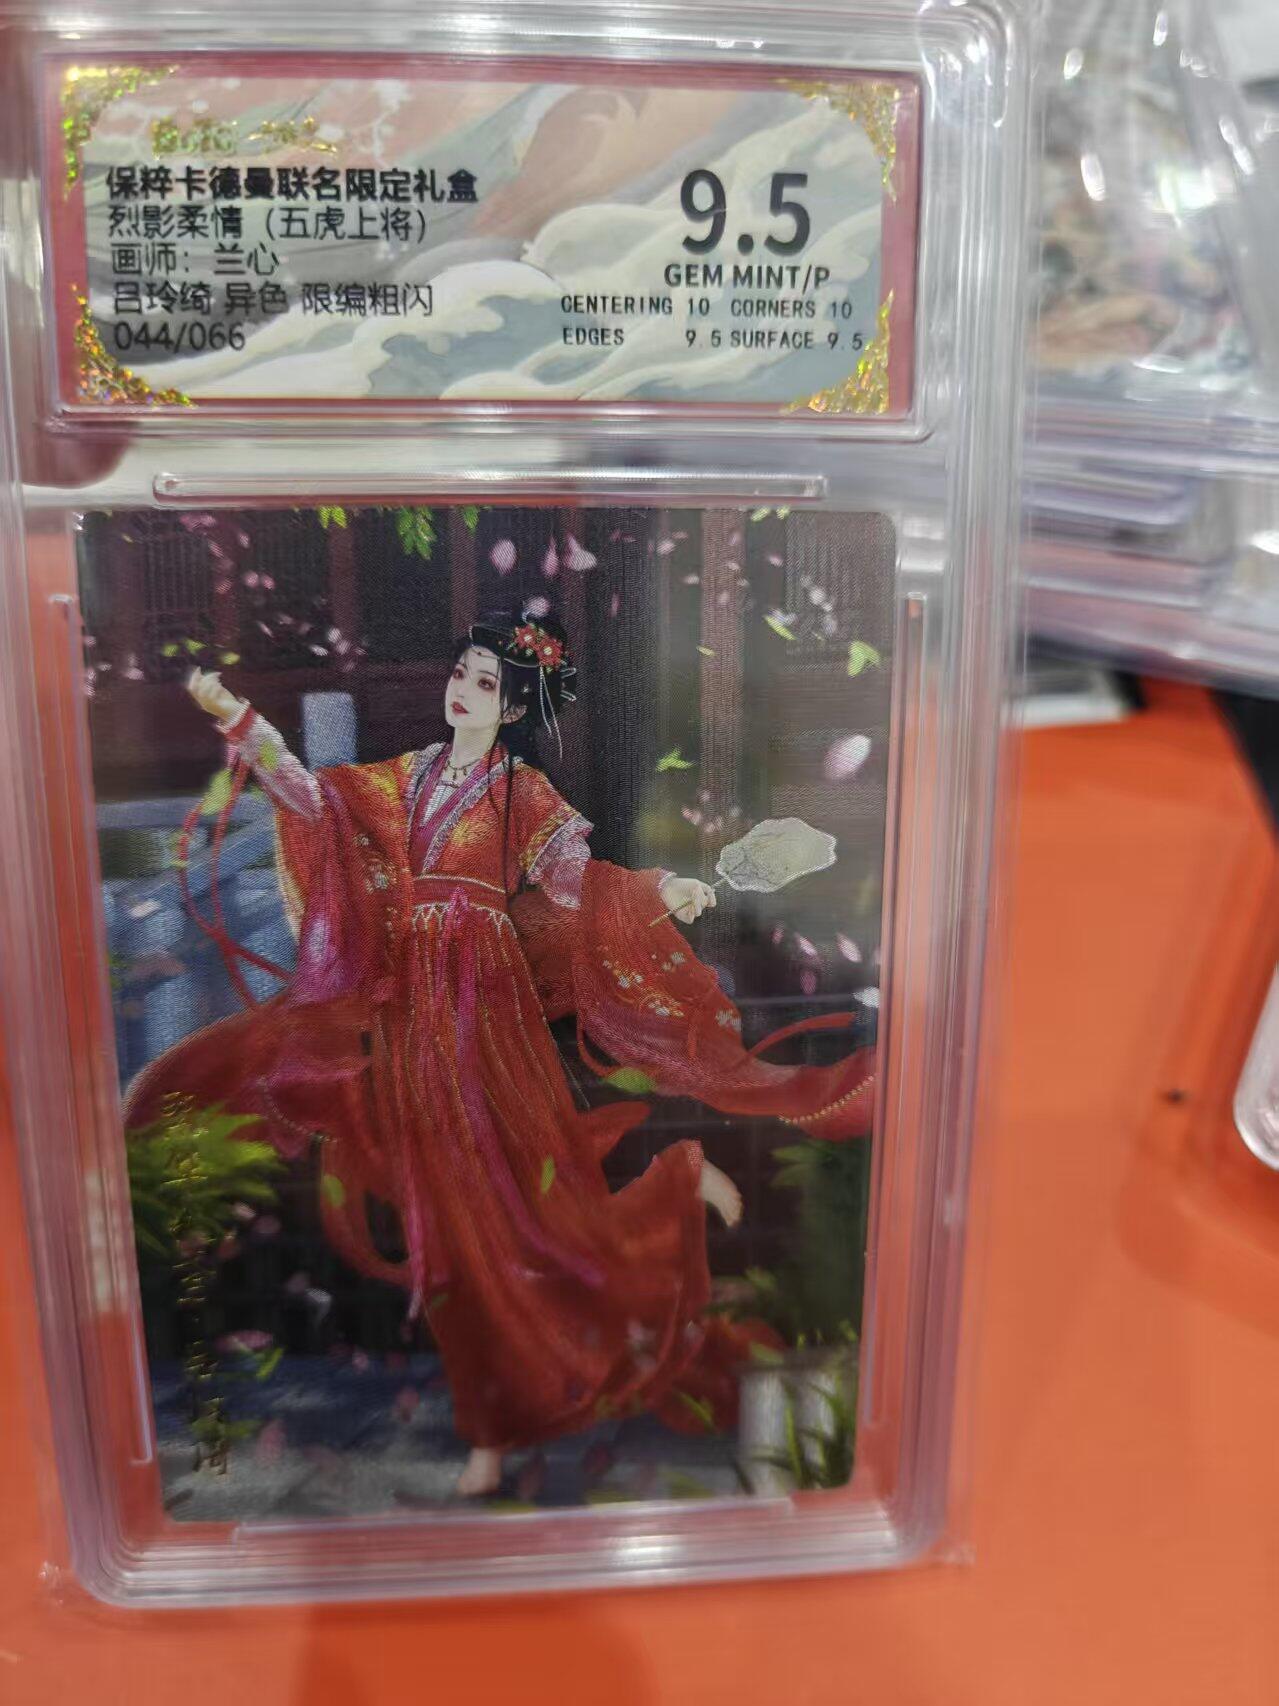 保粹卡德曼联名限定礼盒
烈影柔情（五虎上将）
画师：兰心
吕玲绮 异色 限编粗闪
044/066
9.5
GEM MINT/P
CENTERING 10 CORNERS 10
EDGES 9.5 SURFACE 9.5